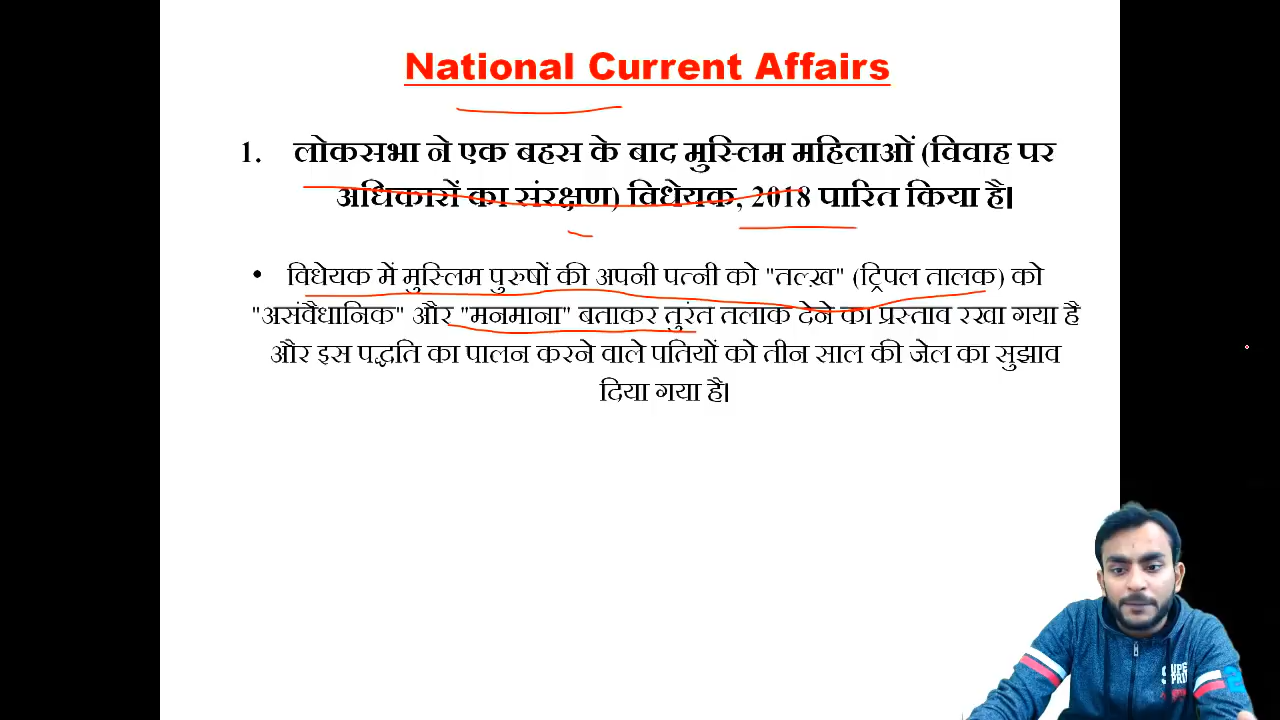 National Current Affairs
1. लोकसभा ने एक बहस के बाद मुस्लिम महिलाओं (विवाह पर
अधिकारों का संरक्षण) विधेयक, 2018 पारित किया है।
• विधेयक में मुस्लिम पुरुषों की अपनी पत्नी को "तल्ख़" (ट्रिपल तालक) को
"असंवैधानिक" और "मनमाना" बताकर तुरंत तलाक देने का प्रस्ताव रखा गया है
और इस पद्धति का पालन करने वाले पतियों को तीन साल की जेल का सुझाव
दिया गया है।